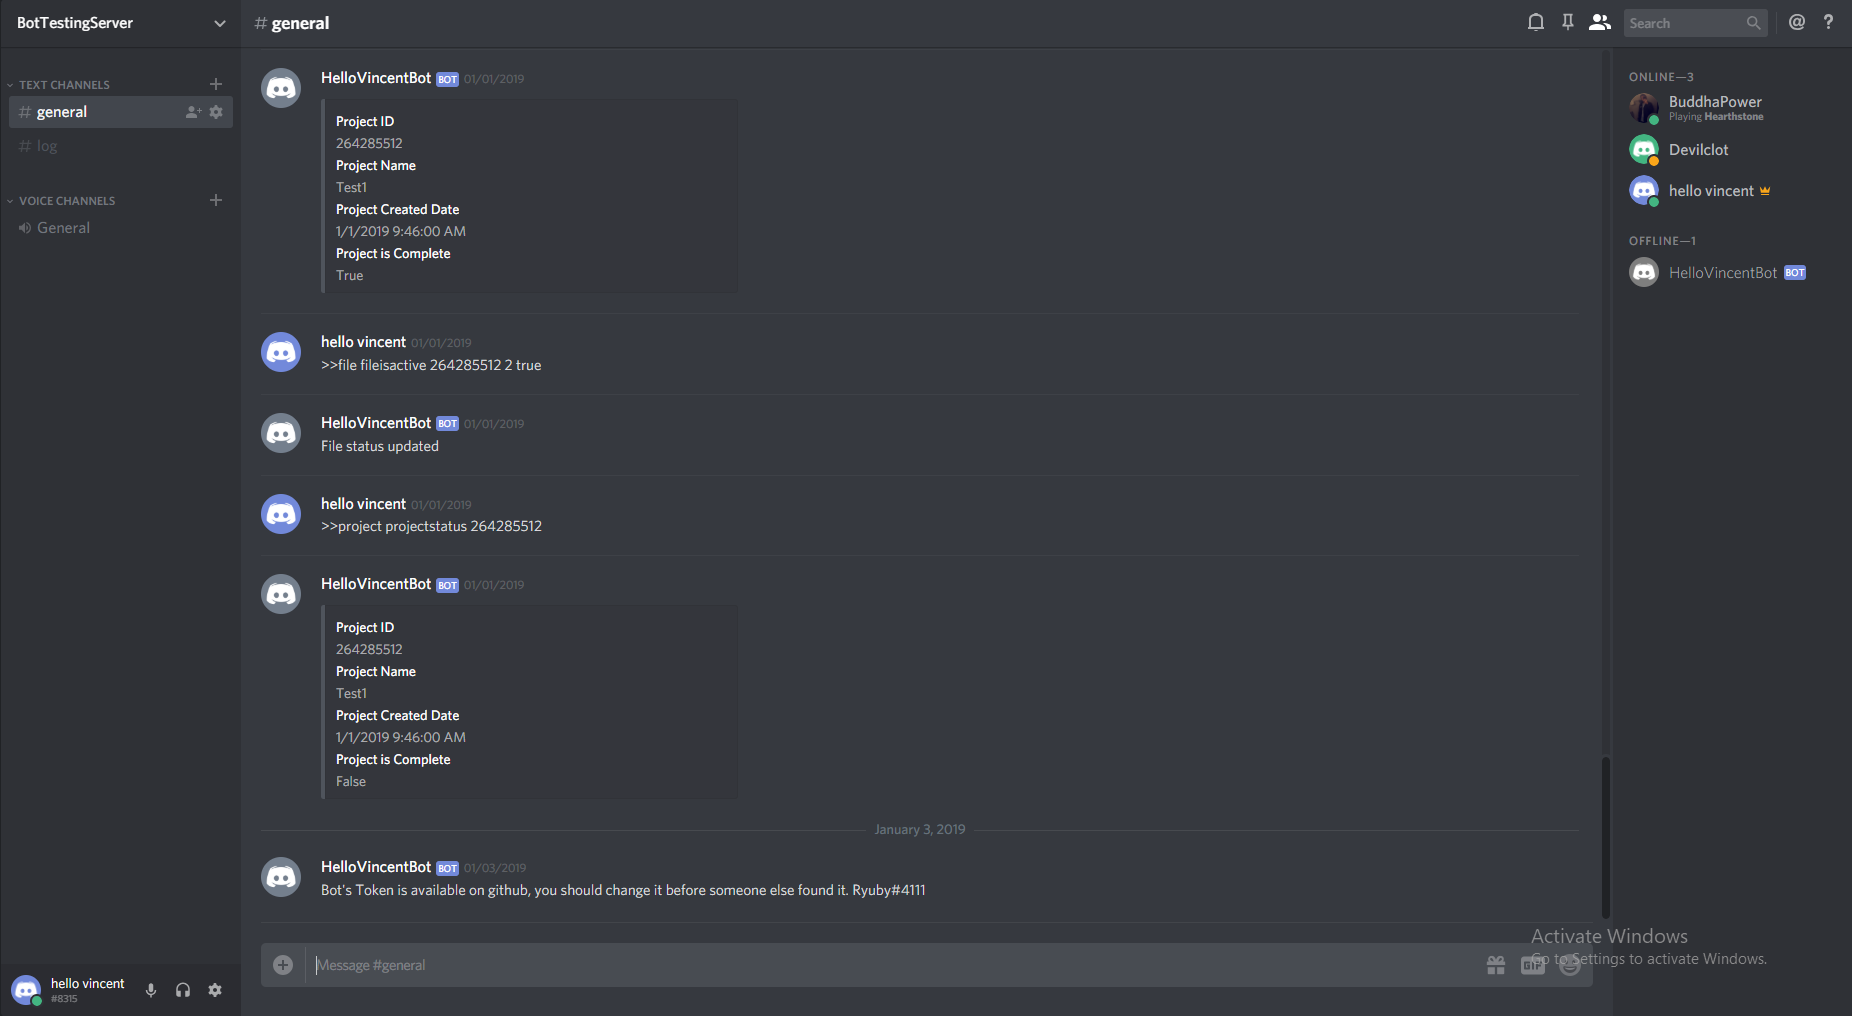 BotTestingServer
TEXT CHANNELS
# general
# log
VOICE CHANNELS
General
hello vincent
#8315
# general
Search
HelloVincentBot BOT 01/01/2019
Project ID
264285512
Project Name
Test1
Project Created Date
1/1/2019 9:46:00 AM
Project is Complete
True
hello vincent 01/01/2019
>>file fileisactive 264285512 2 true
HelloVincentBot BOT 01/01/2019
File status updated
hello vincent 01/01/2019
>>project projectstatus 264285512
HelloVincentBot BOT 01/01/2019
Project ID
264285512
Project Name
Test1
Project Created Date
1/1/2019 9:46:00 AM
Project is Complete
False
January 3, 2019
HelloVincentBot BOT 01/03/2019
Bot's Token is available on github, you should change it before someone else found it. Ryuby#4111
Message #general
GIF
ONLINE—3
BuddhaPower
Playing Hearthstone
Devilclot
hello vincent
OFFLINE—1
HelloVincentBot BOT
Activate Windows
Go to Settings to activate Windows.